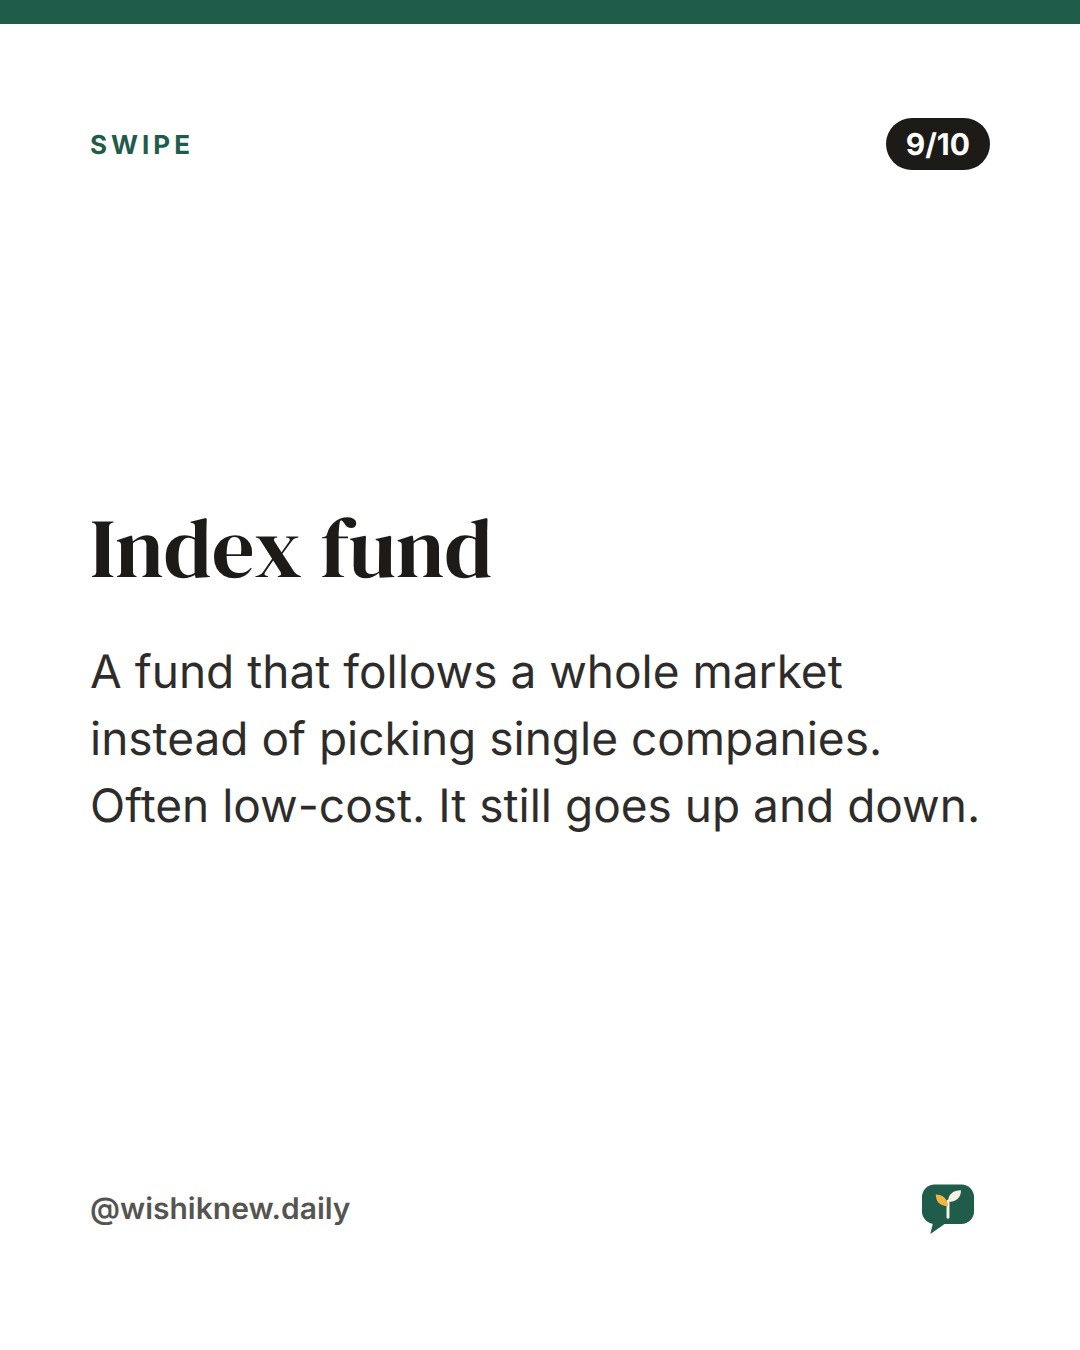 SWIPE
9/10
Index fund
A fund that follows a whole market
instead of picking single companies.
Often low-cost. It still goes up and down.
@wishiknew.daily